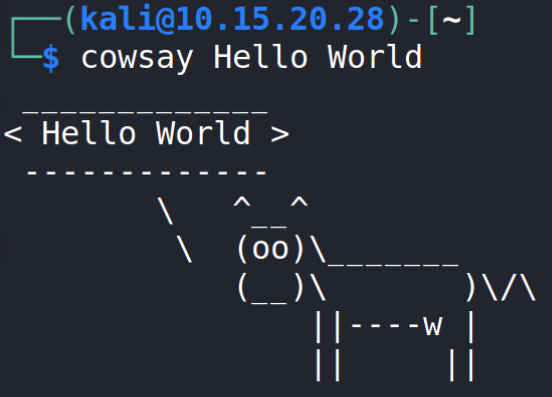 ┌──(kali@10.15.20.28)-[~]
└─$ cowsay Hello World
 _____________
< Hello World >
 -------------
        \   ^__^
         \  (oo)\_______
            (__)\       )\/\
                ||----w |
                ||     ||